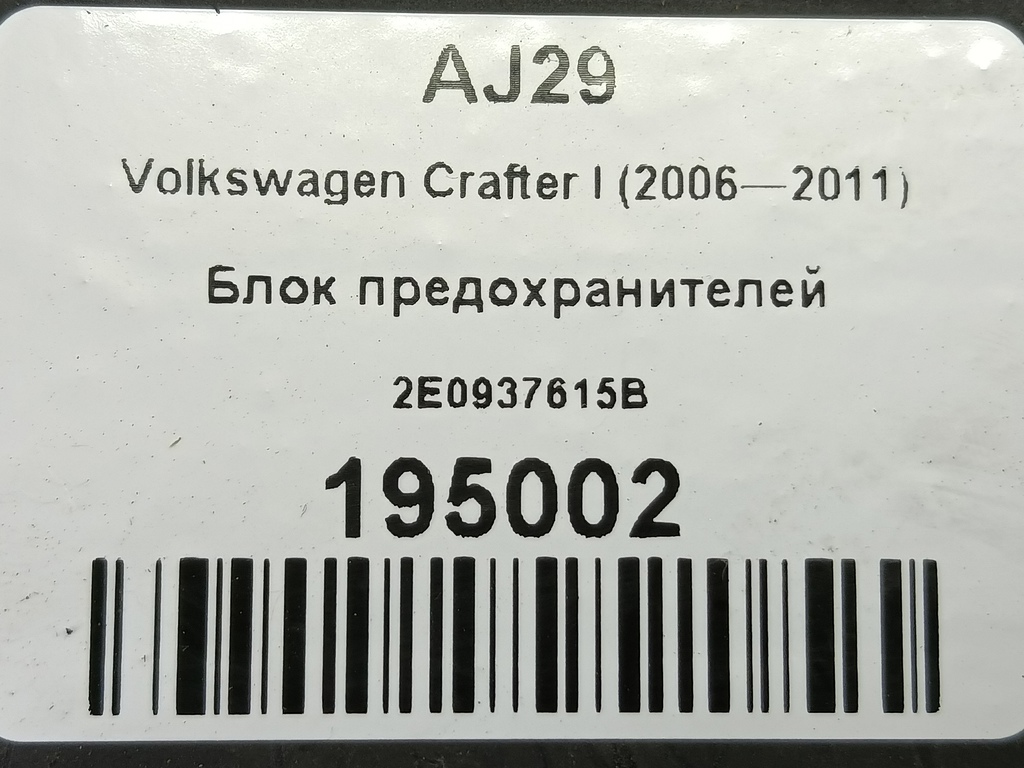 AJ29
Volkswagen Crafter I (2006—2011)
Блок предохранителей
2E0937615B
195002